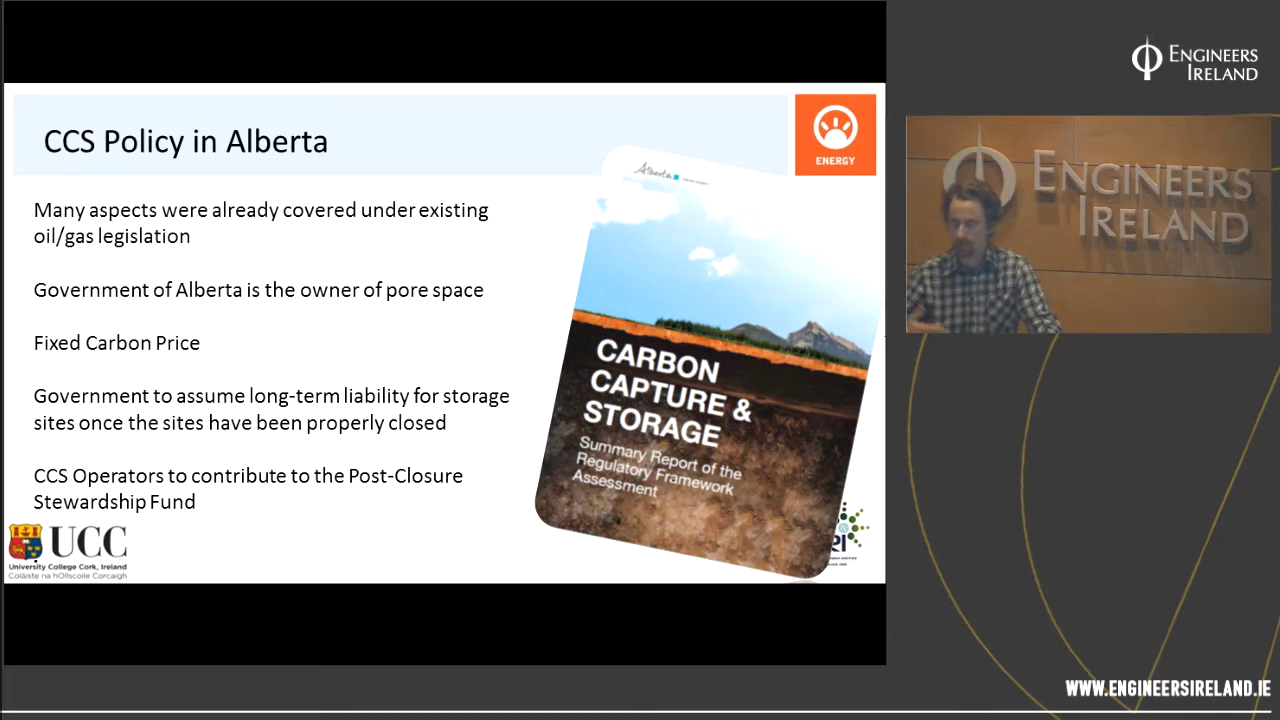 CCS Policy in Alberta
ENERGY
Many aspects were already covered under existing
oil/gas legislation
Government of Alberta is the owner of pore space
Fixed Carbon Price
Government to assume long-term liability for storage
sites once the sites have been properly closed
CCS Operators to contribute to the Post-Closure
Stewardship Fund
Alberta
CARBON
CAPTURE &
STORAGE
Summary Report of the
Regulatory Framework
Assessment
UCC
University College Cork, Ireland
Coláiste na hOllscoile Corcaigh
RI
ENGINEERS
IRELAND
ENGINEERS
IRELAND
WWW.ENGINEERSIRELAND.IE